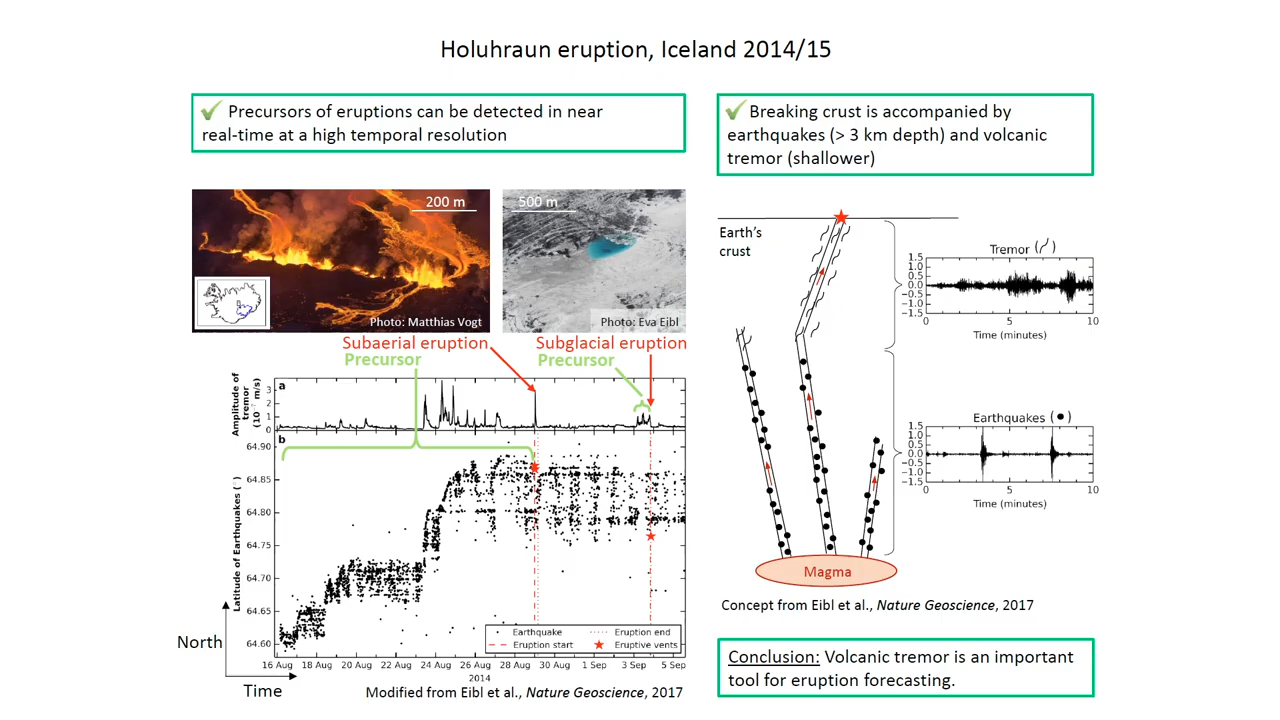 Holuhraun eruption, Iceland 2014/15
Precursors of eruptions can be detected in near
real-time at a high temporal resolution
Breaking crust is accompanied by
earthquakes (> 3 km depth) and volcanic
tremor (shallower)
200 m
Photo: Matthias Vogt
500 m
Photo: Eva Eibl
Subaerial eruption
Precursor
Subglacial eruption
Precursor
a
Amplitude of
tremor
(10⁻⁷ m/s)
3
2
1
0
b
Latitude of Earthquakes (°)
64.90
64.85
64.80
64.75
64.70
64.65
64.60
Earthquake
Eruption end
Eruption start
Eruptive vents
16 Aug 18 Aug 20 Aug 22 Aug 24 Aug 26 Aug 28 Aug 30 Aug 1 Sep 3 Sep 5 Sep
2014
North
Time
Modified from Eibl et al., Nature Geoscience, 2017
Earth's
crust
Tremor ( )
1.5
1.0
0.5
0.0
−0.5
−1.0
−1.5
0 5 10
Time (minutes)
Earthquakes (●)
1.5
1.0
0.5
0.0
−0.5
−1.0
−1.5
0 5 10
Time (minutes)
Magma
Concept from Eibl et al., Nature Geoscience, 2017
Conclusion: Volcanic tremor is an important
tool for eruption forecasting.